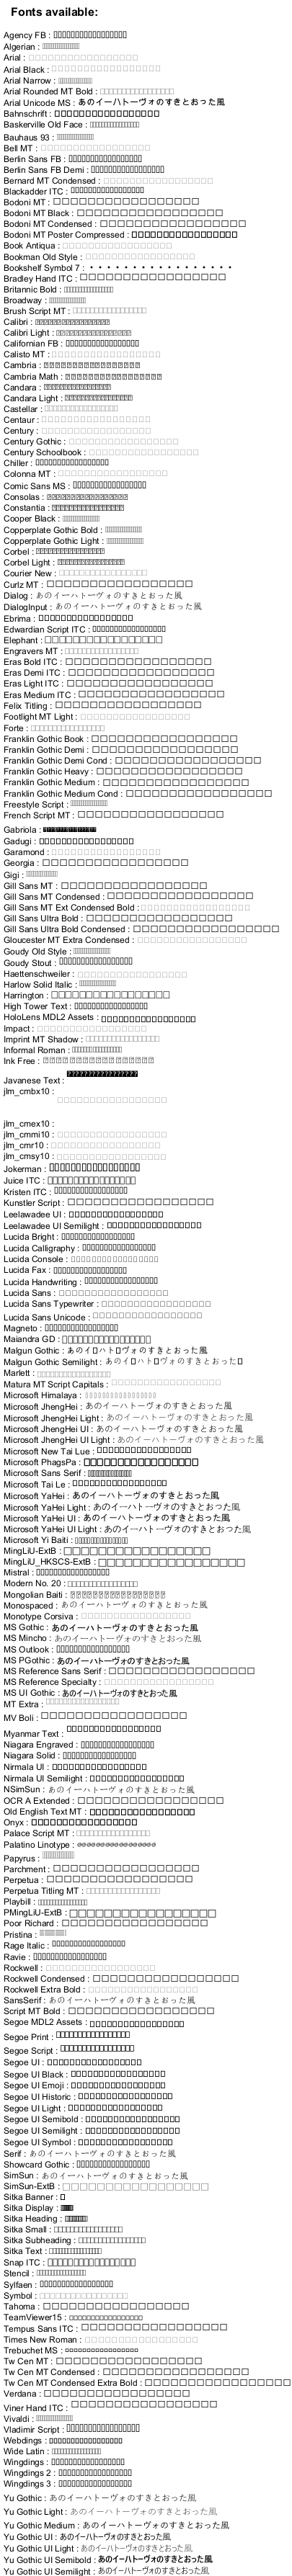 Fonts available:
Agency FB :
Algerian :
Arial :
Arial Black :
Arial Narrow :
Arial Rounded MT Bold :
Arial Unicode MS : あのイーハトーヴォのすきとおった風
Bahnschrift :
Baskerville Old Face :
Bauhaus 93 :
Bell MT :
Berlin Sans FB :
Berlin Sans FB Demi :
Bernard MT Condensed :
Blackadder ITC :
Bodoni MT :
Bodoni MT Black :
Bodoni MT Condensed :
Bodoni MT Poster Compressed :
Book Antiqua :
Bookman Old Style :
Bookshelf Symbol 7 :
Bradley Hand ITC :
Britannic Bold :
Broadway :
Brush Script MT :
Calibri :
Calibri Light :
Californian FB :
Calisto MT :
Cambria :
Cambria Math :
Candara :
Candara Light :
Castellar :
Centaur :
Century :
Century Gothic :
Century Schoolbook :
Chiller :
Colonna MT :
Comic Sans MS :
Consolas :
Constantia :
Cooper Black :
Copperplate Gothic Bold :
Copperplate Gothic Light :
Corbel :
Corbel Light :
Courier New :
Curlz MT :
Dialog : あのイーハトーヴォのすきとおった風
DialogInput : あのイーハトーヴォのすきとおった風
Ebrima :
Edwardian Script ITC :
Elephant :
Engravers MT :
Eras Bold ITC :
Eras Demi ITC :
Eras Light ITC :
Eras Medium ITC :
Felix Titling :
Footlight MT Light :
Forte :
Franklin Gothic Book :
Franklin Gothic Demi :
Franklin Gothic Demi Cond :
Franklin Gothic Heavy :
Franklin Gothic Medium :
Franklin Gothic Medium Cond :
Freestyle Script :
French Script MT :
Gabriola :
Gadugi :
Garamond :
Georgia :
Gigi :
Gill Sans MT :
Gill Sans MT Condensed :
Gill Sans MT Ext Condensed Bold :
Gill Sans Ultra Bold :
Gill Sans Ultra Bold Condensed :
Gloucester MT Extra Condensed :
Goudy Old Style :
Goudy Stout :
Haettenschweiler :
Harlow Solid Italic :
Harrington :
High Tower Text :
HoloLens MDL2 Assets :
Impact :
Imprint MT Shadow :
Informal Roman :
Ink Free :
Javanese Text :
jlm_cmbx10 :
jlm_cmex10 :
jlm_cmmi10 :
jlm_cmr10 :
jlm_cmsy10 :
Jokerman :
Juice ITC :
Kristen ITC :
Kunstler Script :
Leelawadee UI :
Leelawadee UI Semilight :
Lucida Bright :
Lucida Calligraphy :
Lucida Console :
Lucida Fax :
Lucida Handwriting :
Lucida Sans :
Lucida Sans Typewriter :
Lucida Sans Unicode :
Magneto :
Maiandra GD :
Malgun Gothic : あのイ□ハト□ヴォのすきとおった風
Malgun Gothic Semilight : あのイ□ハト□ヴォのすきとおった□
Marlett :
Matura MT Script Capitals :
Microsoft Himalaya :
Microsoft JhengHei : あのイーハトーヴォのすきとおった風
Microsoft JhengHei Light : あのイーハトーヴォのすきとおった風
Microsoft JhengHei UI : あのイーハトーヴォのすきとおった風
Microsoft JhengHei UI Light : あのイーハトーヴォのすきとおった風
Microsoft New Tai Lue :
Microsoft PhagsPa :
Microsoft Sans Serif :
Microsoft Tai Le :
Microsoft YaHei : あのイーハトーヴォのすきとおった風
Microsoft YaHei Light : あのイーハトーヴォのすきとおった風
Microsoft YaHei UI : あのイーハトーヴォのすきとおった風
Microsoft YaHei UI Light : あのイーハトーヴォのすきとおった風
Microsoft Yi Baiti :
MingLiU-ExtB :
MingLiU_HKSCS-ExtB :
Mistral :
Modern No. 20 :
Mongolian Baiti :
Monospaced : あのイーハトーヴォのすきとおった風
Monotype Corsiva :
MS Gothic : あのイーハトーヴォのすきとおった風
MS Mincho : あのイーハトーヴォのすきとおった風
MS Outlook :
MS PGothic : あのイーハトーヴォのすきとおった風
MS Reference Sans Serif :
MS Reference Specialty :
MS UI Gothic : あのイーハトーヴォのすきとおった風
MT Extra :
MV Boli :
Myanmar Text :
Niagara Engraved :
Niagara Solid :
Nirmala UI :
Nirmala UI Semilight :
NSimSun : あのイーハトーヴォのすきとおった風
OCR A Extended :
Old English Text MT :
Onyx :
Palace Script MT :
Palatino Linotype :
Papyrus :
Parchment :
Perpetua :
Perpetua Titling MT :
Playbill :
PMingLiU-ExtB :
Poor Richard :
Pristina :
Rage Italic :
Ravie :
Rockwell :
Rockwell Condensed :
Rockwell Extra Bold :
SansSerif : あのイーハトーヴォのすきとおった風
Script MT Bold :
Segoe MDL2 Assets :
Segoe Print :
Segoe Script :
Segoe UI :
Segoe UI Black :
Segoe UI Emoji :
Segoe UI Historic :
Segoe UI Light :
Segoe UI Semibold :
Segoe UI Semilight :
Segoe UI Symbol :
Serif : あのイーハトーヴォのすきとおった風
Showcard Gothic :
SimSun : あのイーハトーヴォのすきとおった風
SimSun-ExtB :
Sitka Banner :
Sitka Display :
Sitka Heading :
Sitka Small :
Sitka Subheading :
Sitka Text :
Snap ITC :
Stencil :
Sylfaen :
Symbol :
Tahoma :
TeamViewer15 :
Tempus Sans ITC :
Times New Roman :
Trebuchet MS :
Tw Cen MT :
Tw Cen MT Condensed :
Tw Cen MT Condensed Extra Bold :
Verdana :
Viner Hand ITC :
Vivaldi :
Vladimir Script :
Webdings :
Wide Latin :
Wingdings :
Wingdings 2 :
Wingdings 3 :
Yu Gothic : あのイーハトーヴォのすきとおった風
Yu Gothic Light : あのイーハトーヴォのすきとおった風
Yu Gothic Medium : あのイーハトーヴォのすきとおった風
Yu Gothic UI : あのイーハトーヴォのすきとおった風
Yu Gothic UI Light : あのイーハトーヴォのすきとおった風
Yu Gothic UI Semibold : あのイーハトーヴォのすきとおった風
Yu Gothic UI Semilight : あのイーハトーヴォのすきとおった風